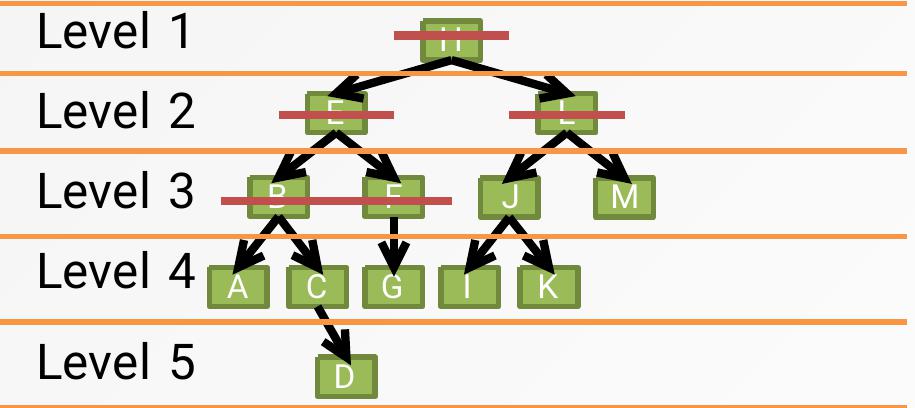 Level 1 H
Level 2 E L
Level 3 B F J M
Level 4 A C G I K
Level 5 D